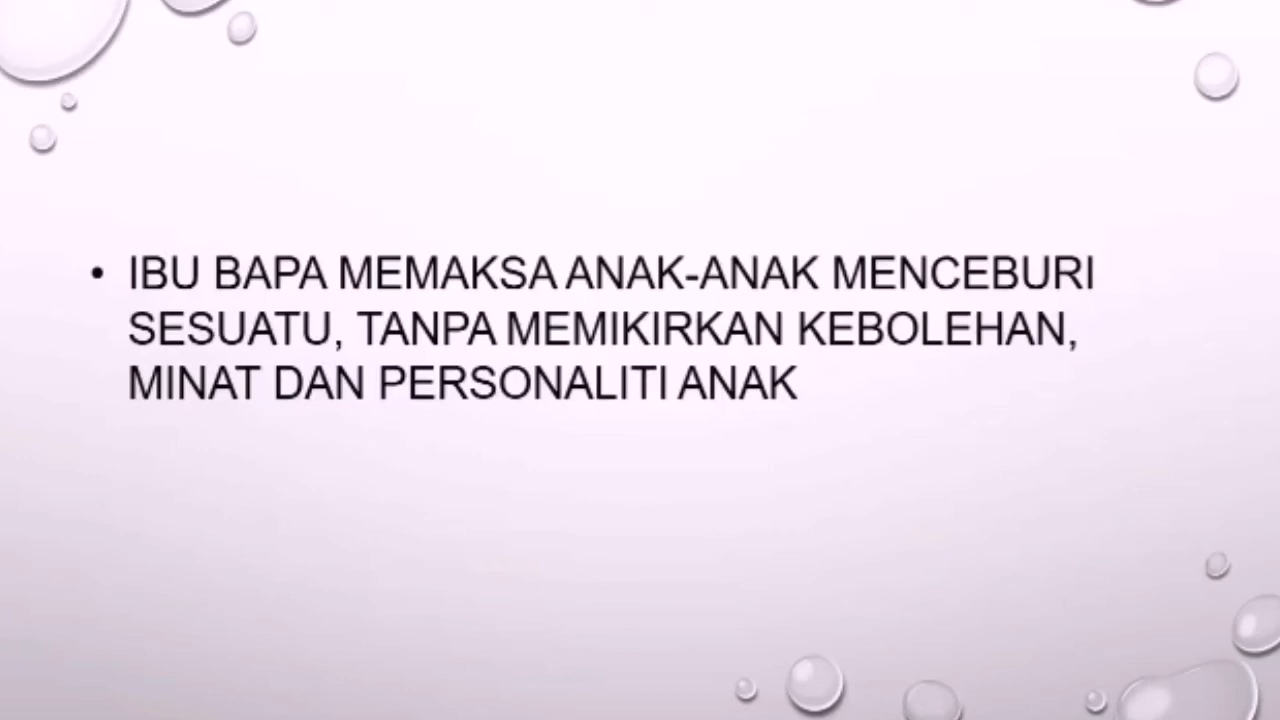 • IBU BAPA MEMAKSA ANAK-ANAK MENCEBURI
SESUATU, TANPA MEMIKIRKAN KEBOLEHAN,
MINAT DAN PERSONALITI ANAK